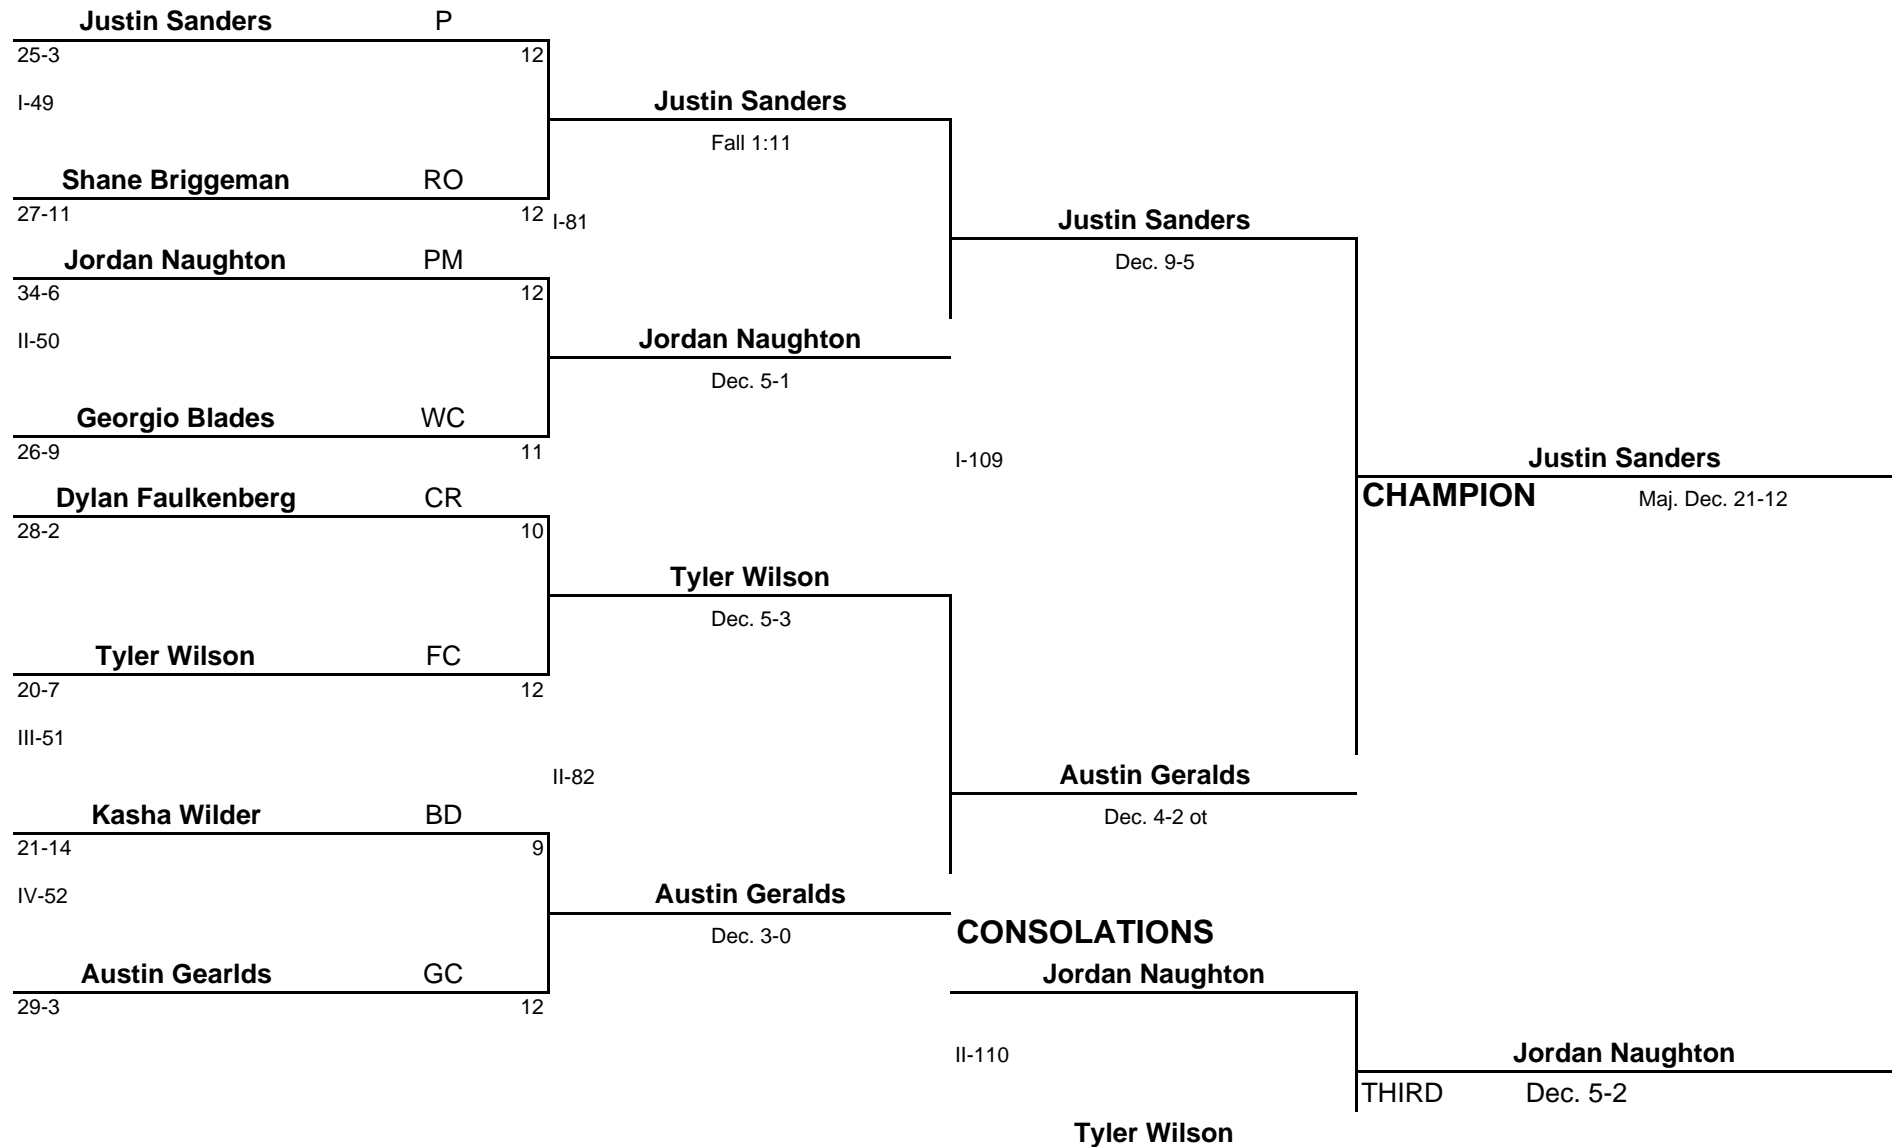 Justin Sanders P
25-3 12
I-49
Justin Sanders
Fall 1:11
Shane Briggeman RO
27-11 12
I-81
Justin Sanders
Dec. 9-5
Jordan Naughton PM
34-6 12
II-50
Jordan Naughton
Dec. 5-1
Georgio Blades WC
26-9 11
I-109
Justin Sanders
CHAMPION Maj. Dec. 21-12
Dylan Faulkenberg CR
28-2 10
Tyler Wilson
Dec. 5-3
Tyler Wilson FC
20-7 12
III-51
II-82
Austin Geralds
Dec. 4-2 ot
Kasha Wilder BD
21-14 9
IV-52
Austin Geralds
Dec. 3-0
CONSOLATIONS
Austin Gearlds GC
29-3 12
Jordan Naughton
II-110
Jordan Naughton
THIRD Dec. 5-2
Tyler Wilson